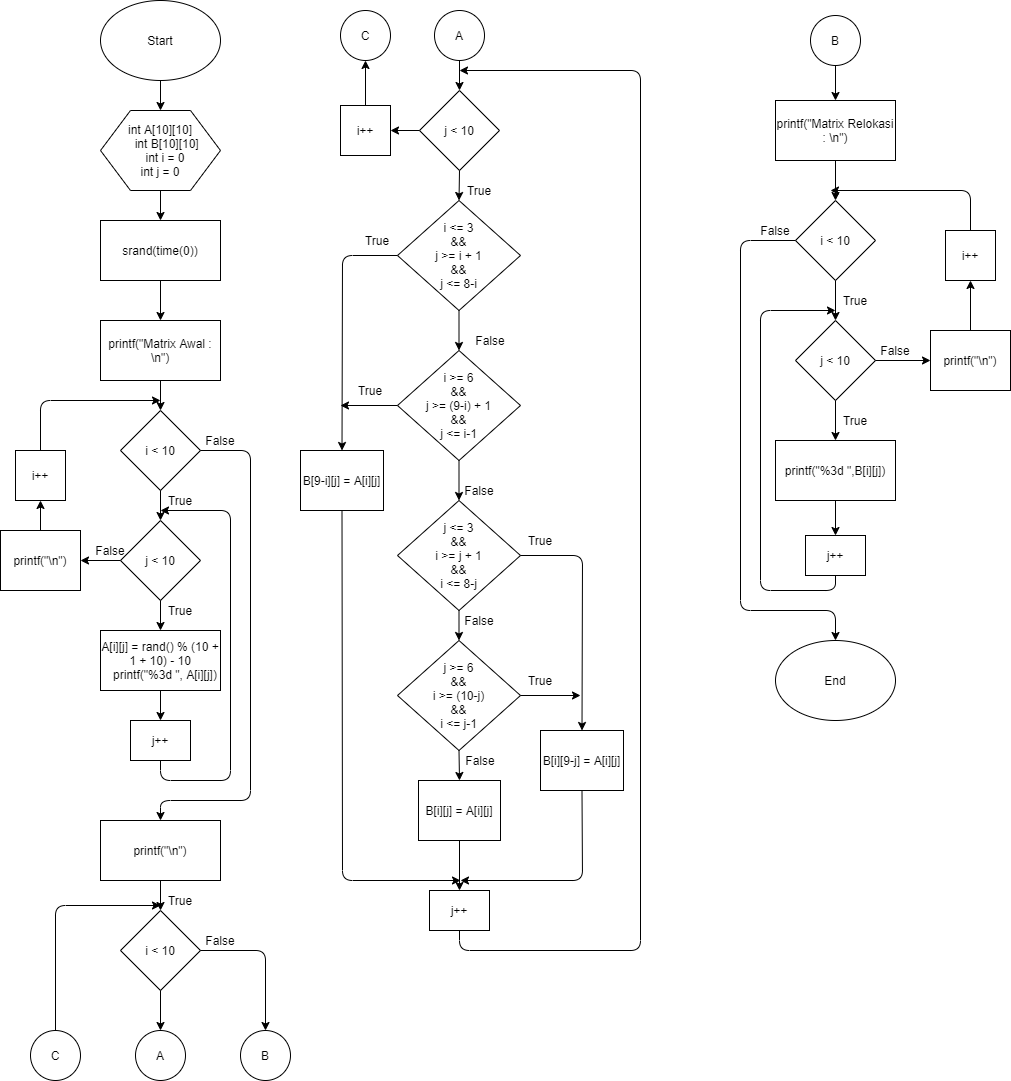 Start
int A[10][10]
int B[10][10]
int i = 0
int j = 0
srand(time(0))
printf("Matrix Awal :
\n")
i < 10
False
True
i++
j < 10
False
printf("\n")
True
A[i][j] = rand() % (10 +
1 + 10) - 10
printf("%3d ", A[i][j])
j++
printf("\n")
True
i < 10
False
C
A
B
C
A
i++
j < 10
True
i <= 3
&&
j >= i + 1
&&
j <= 8-i
True
False
i >= 6
&&
j >= (9-i) + 1
&&
j <= i-1
True
B[9-i][j] = A[i][j]
False
j <= 3
&&
i >= j + 1
&&
i <= 8-j
True
False
j >= 6
&&
i >= (10-j)
&&
i <= j-1
True
False
B[i][9-j] = A[i][j]
B[i][j] = A[i][j]
j++
B
printf("Matrix Relokasi
: \n")
i < 10
False
i++
True
j < 10
False
printf("\n")
True
printf("%3d ",B[i][j])
j++
End